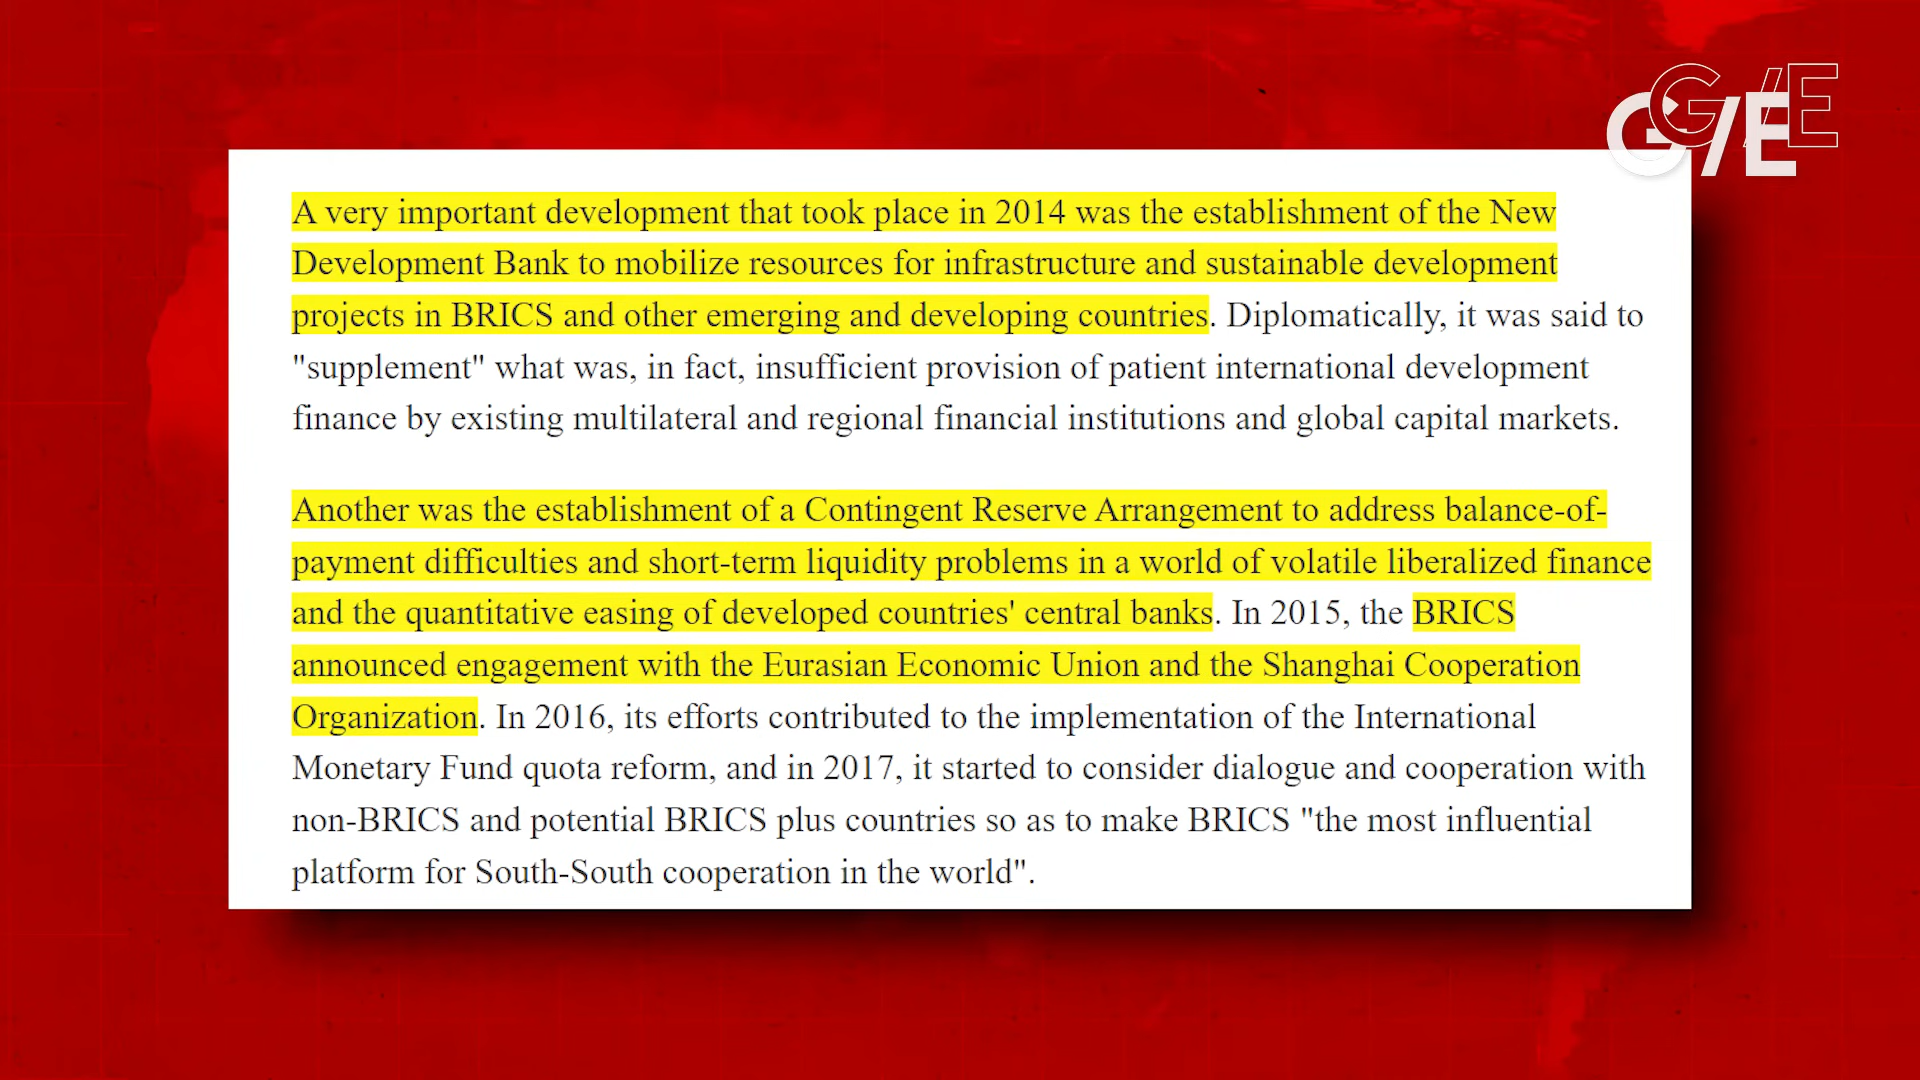 G/E
G/E
A very important development that took place in 2014 was the establishment of the New
Development Bank to mobilize resources for infrastructure and sustainable development
projects in BRICS and other emerging and developing countries. Diplomatically, it was said to
"supplement" what was, in fact, insufficient provision of patient international development
finance by existing multilateral and regional financial institutions and global capital markets.
Another was the establishment of a Contingent Reserve Arrangement to address balance-of-
payment difficulties and short-term liquidity problems in a world of volatile liberalized finance
and the quantitative easing of developed countries' central banks. In 2015, the BRICS
announced engagement with the Eurasian Economic Union and the Shanghai Cooperation
Organization. In 2016, its efforts contributed to the implementation of the International
Monetary Fund quota reform, and in 2017, it started to consider dialogue and cooperation with
non-BRICS and potential BRICS plus countries so as to make BRICS "the most influential
platform for South-South cooperation in the world".